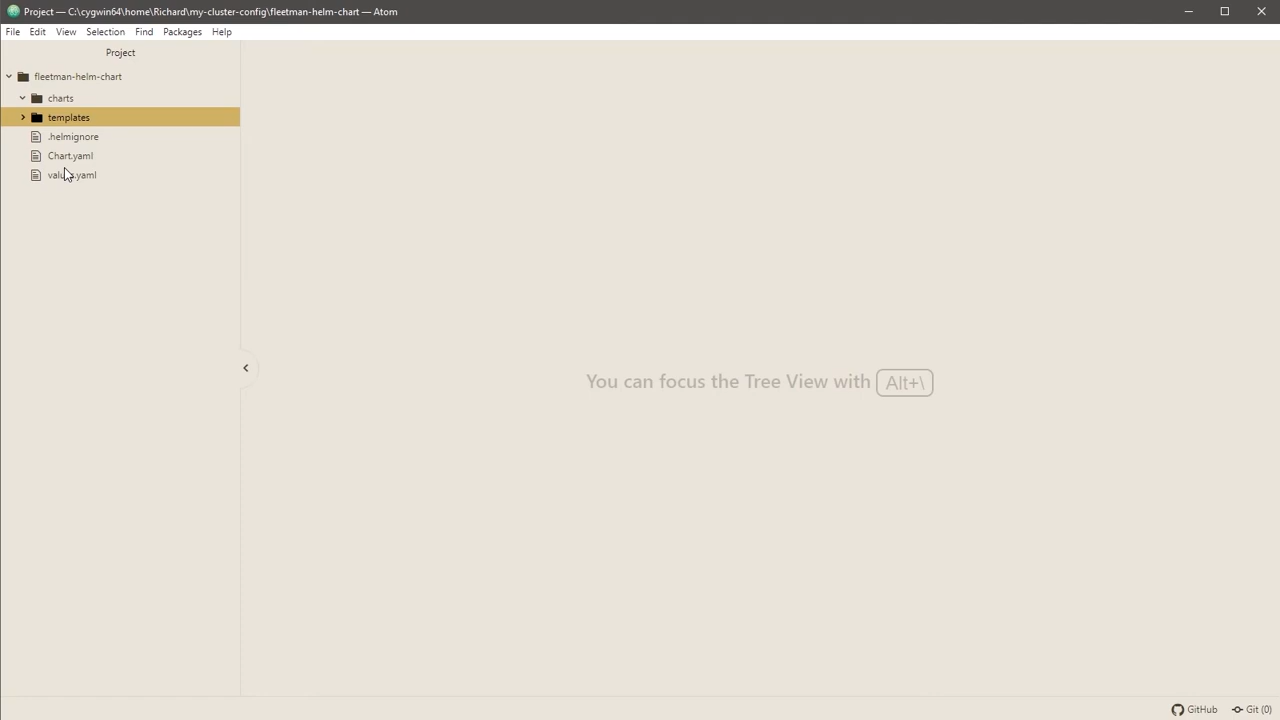 Project — C:\cygwin64\home\Richard\my-cluster-config\fleetman-helm-chart — Atom
File Edit View Selection Find Packages Help
Project
fleetman-helm-chart
charts
templates
.helmignore
Chart.yaml
values.yaml
You can focus the Tree View with Alt+\
GitHub Git (0)